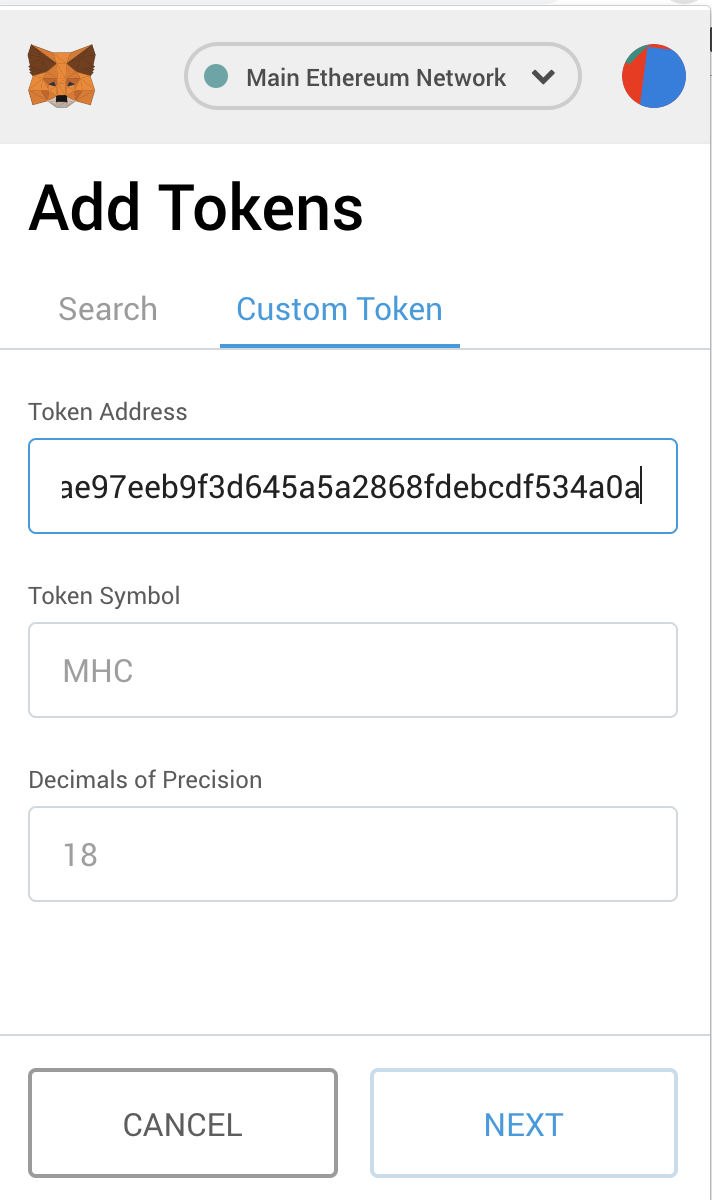 Main Ethereum Network
Add Tokens
Search
Custom Token
Token Address
ae97eeb9f3d645a5a2868fdebcdf534a0a
Token Symbol
MHC
Decimals of Precision
18
CANCEL
NEXT